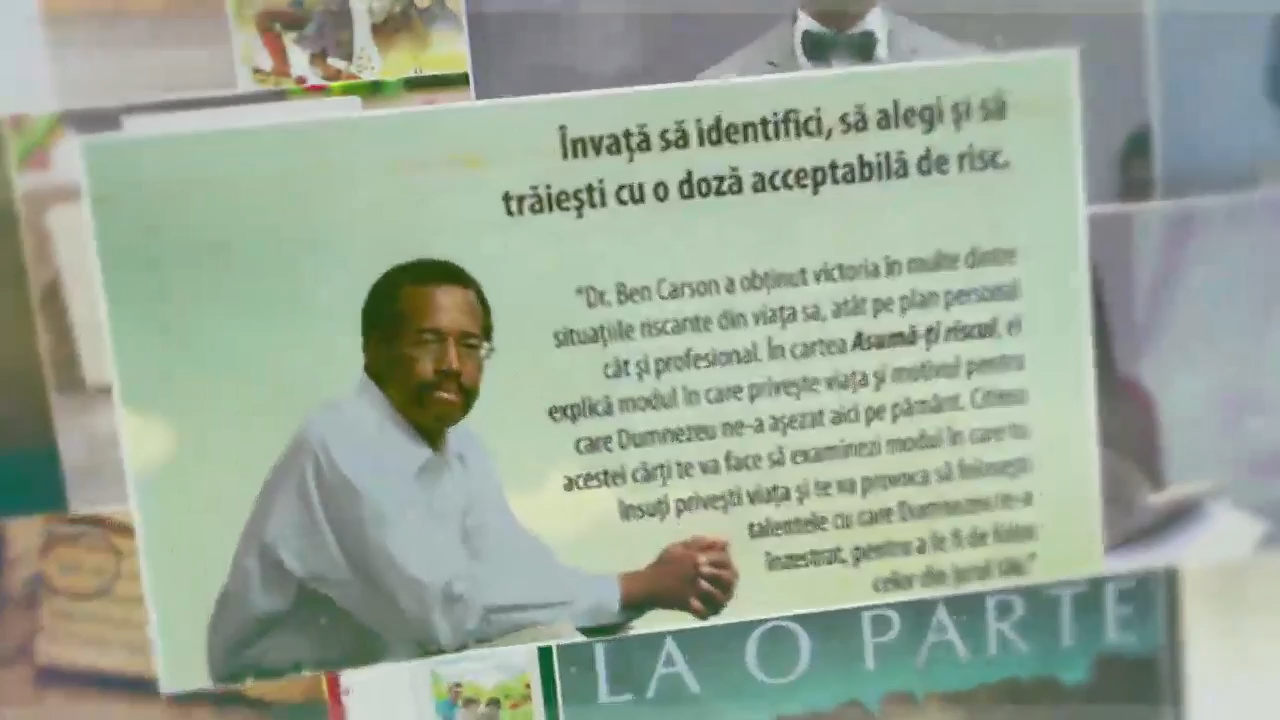 Învață să identifici, să alegi și să
trăiești cu o doză acceptabilă de risc.
"Dr. Ben Carson a obținut victoria în multe dintre
situațiile riscante din viața sa, atât pe plan personal
cât și profesional. În cartea Asumă-ți riscul, el
explică modul în care privește viața și motivul pentru
care Dumnezeu ne-a așezat aici pe pământ. Citirea
acestei cărți te va face să examinezi modul în care tu
însuți privești viața și te va provoca să folosești
talentele cu care Dumnezeu te-a
înzestrat, pentru a le fi de folos
celor din jurul tău."
LA O PARTE